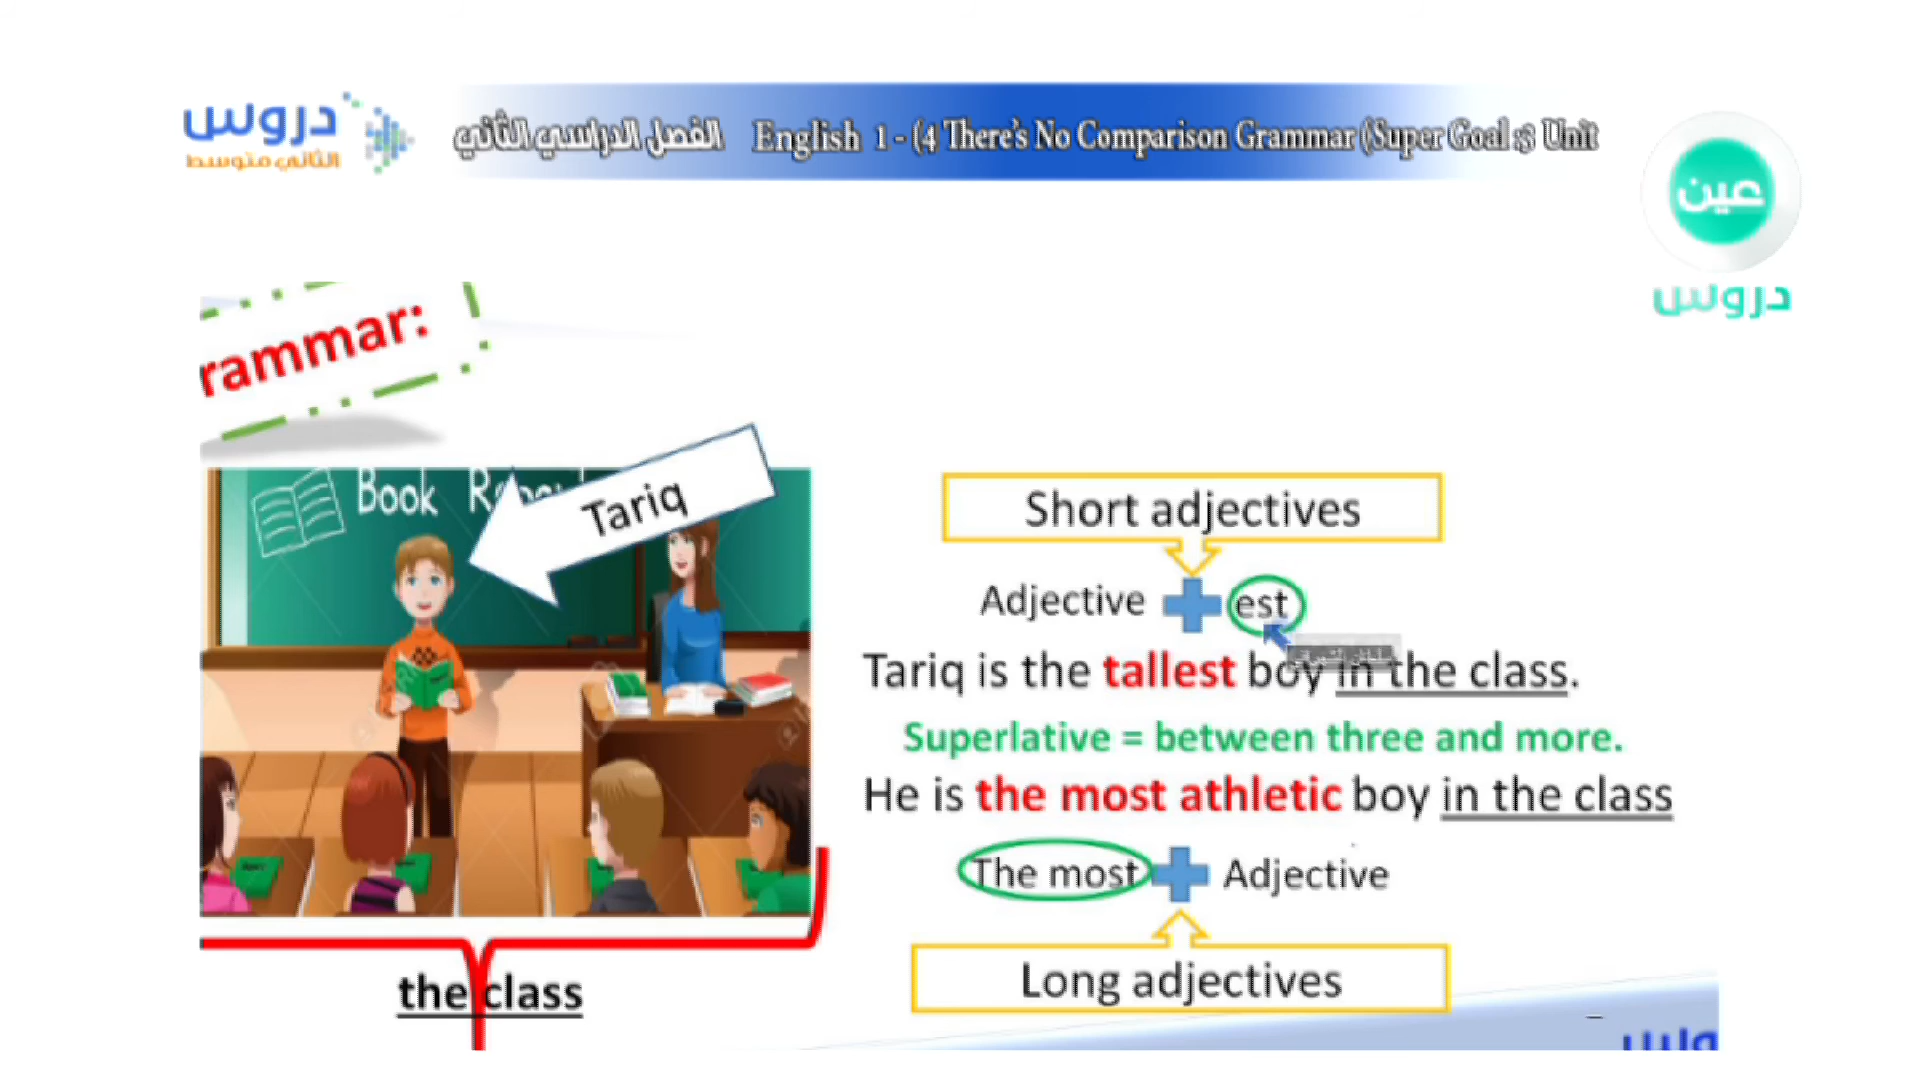 دروس
الثاني متوسط
الفصل الدراسي الثاني English 1 - (4 There's No Comparison Grammar (Super Goal :3 Unit
عين
دروس
rammar:
Book
Tariq
Short adjectives
Adjective + est
Tariq is the tallest boy in the class.
Superlative = between three and more.
He is the most athletic boy in the class
The most + Adjective
Long adjectives
the class